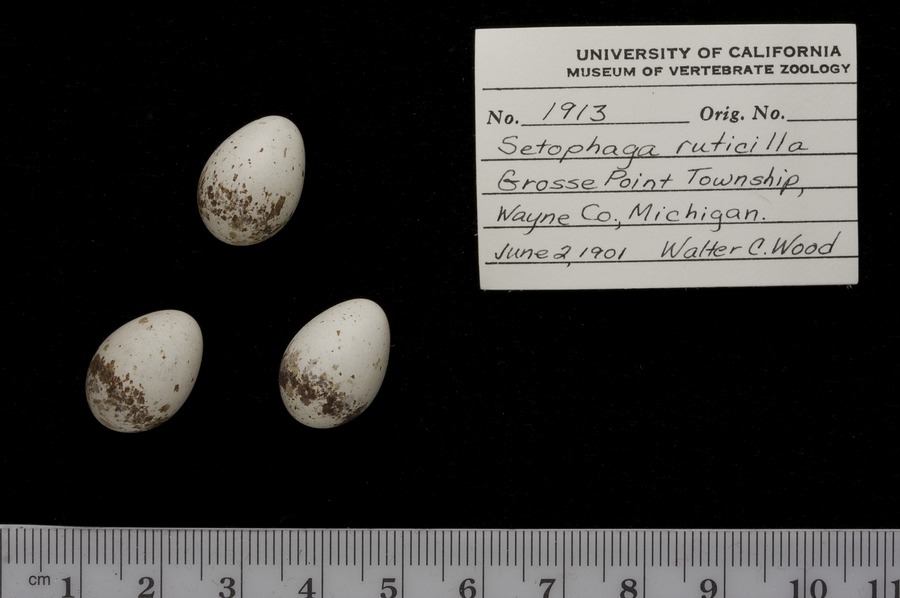 UNIVERSITY OF CALIFORNIA
MUSEUM OF VERTEBRATE ZOOLOGY
No. 1913 Orig. No.
Setophaga ruticilla
Grosse Point Township,
Wayne Co., Michigan.
June 2, 1901 Walter C. Wood
cm 1 2 3 4 5 6 7 8 9 10 11